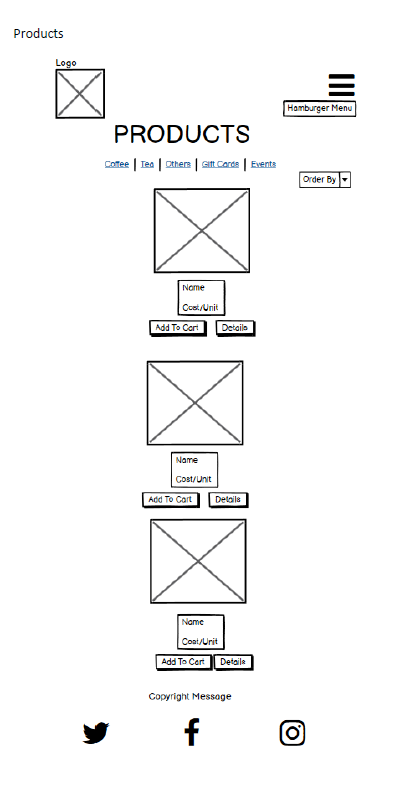 Products
Logo
Hamburger Menu
PRODUCTS
Coffee | Tea | Others | Gift Cards | Events
Order By
Name
Cost/Unit
Add To Cart Details
Name
Cost/Unit
Add To Cart Details
Name
Cost/Unit
Add To Cart Details
Copyright Message